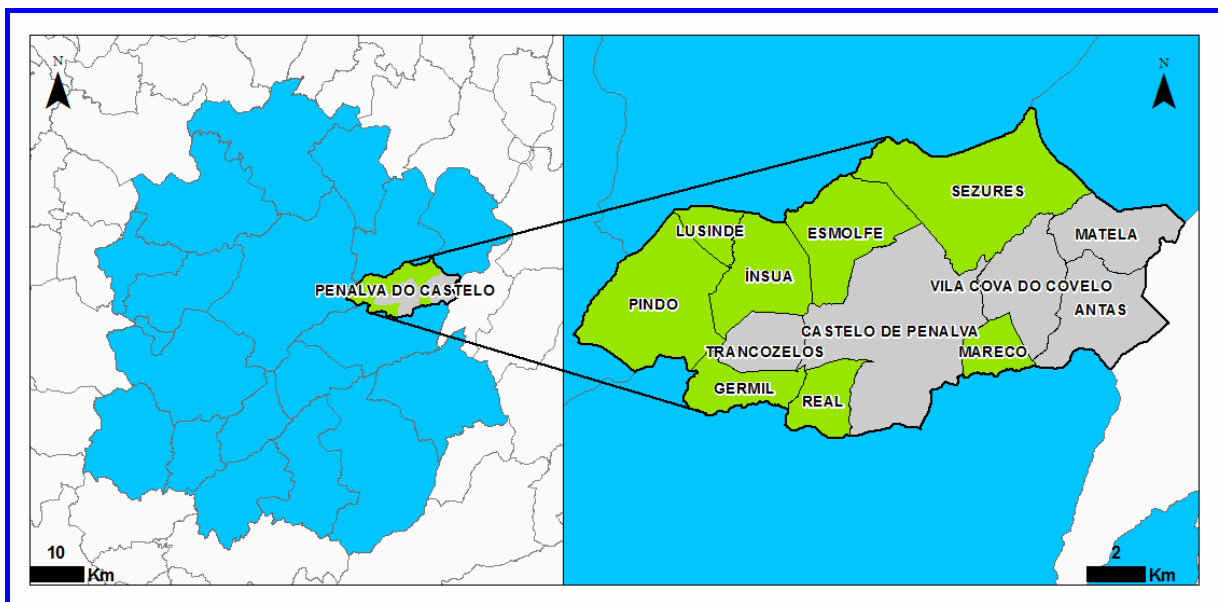 N
PENALVA DO CASTELO
10
Km
N
SEZURES
LUSINDE
ESMOLFE
MATELA
ÍNSUA
VILA COVA DO COVELO
PINDO
ANTAS
CASTELO DE PENALVA
TRANCOZELOS
MARECO
GERMIL
REAL
2
Km